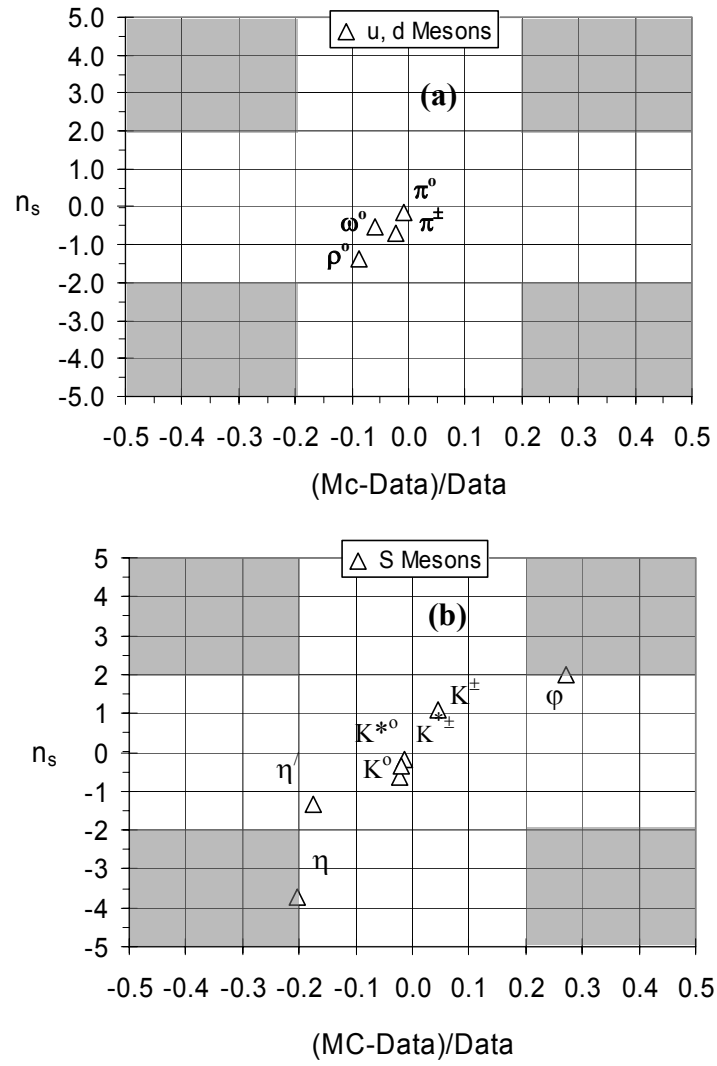 5.0
△ u, d Mesons
4.0
3.0
(a)
2.0
1.0
π°
n_s
0.0
ω°
π±
-1.0
ρ°
-2.0
-3.0
-4.0
-5.0
-0.5 -0.4 -0.3 -0.2 -0.1 0.0 0.1 0.2 0.3 0.4 0.5
(Mc-Data)/Data
5
△ S Mesons
4
(b)
3
2
K±
φ
1
K*° K*±
n_s
0
η′ K°
-1
-2
η
-3
-4
-5
-0.5 -0.4 -0.3 -0.2 -0.1 0.0 0.1 0.2 0.3 0.4 0.5
(MC-Data)/Data